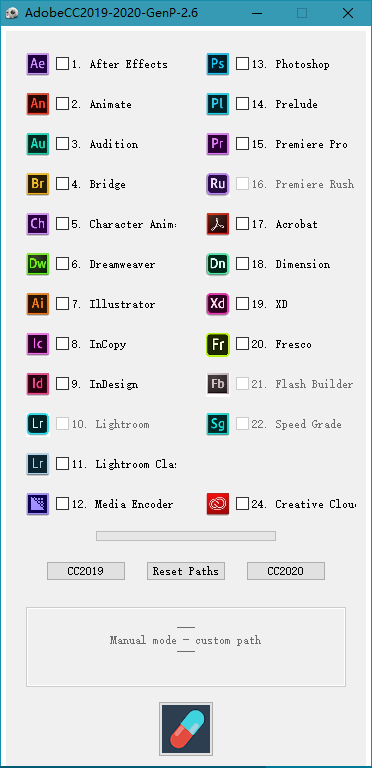 AdobeCC2019-2020-GenP-2.6
Ae 1. After Effects
Ps 13. Photoshop
An 2. Animate
Pl 14. Prelude
Au 3. Audition
Pr 15. Premiere Pro
Br 4. Bridge
Ru 16. Premiere Rush
Ch 5. Character Anim
17. Acrobat
Dw 6. Dreamweaver
Dn 18. Dimension
Ai 7. Illustrator
Xd 19. XD
Ic 8. InCopy
Fr 20. Fresco
Id 9. InDesign
Fb 21. Flash Builder
Lr 10. Lightroom
Sg 22. Speed Grade
Lr 11. Lightroom Clas
12. Media Encoder
24. Creative Clou
CC2019 Reset Paths CC2020
Manual mode - custom path